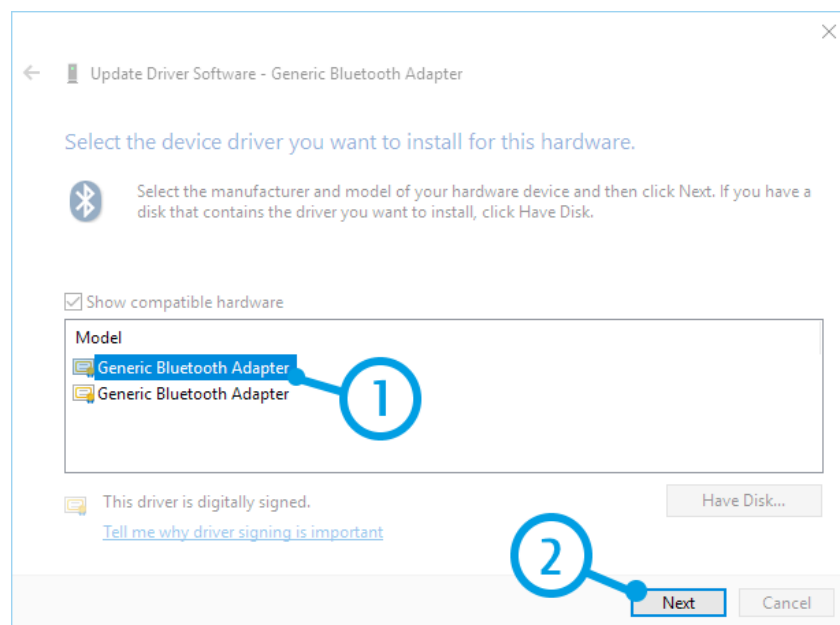 Update Driver Software - Generic Bluetooth Adapter
Select the device driver you want to install for this hardware.
Select the manufacturer and model of your hardware device and then click Next. If you have a
disk that contains the driver you want to install, click Have Disk.
Show compatible hardware
Model
Generic Bluetooth Adapter
1
Generic Bluetooth Adapter
This driver is digitally signed.
Have Disk...
Tell me why driver signing is important
2
Next
Cancel